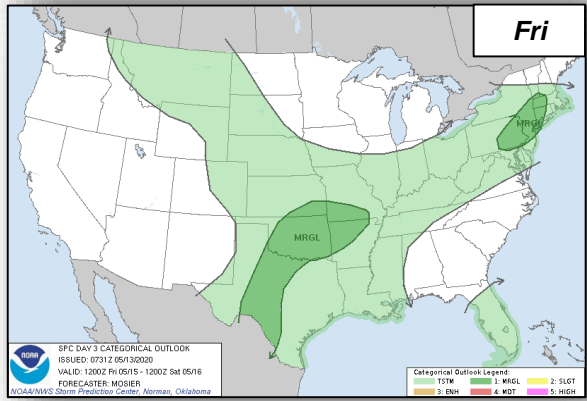 Fri
MRGL
MRGL
NOAA
SPC DAY 3 CATEGORICAL OUTLOOK
ISSUED: 0731Z 05/13/2020
VALID: 1200Z Fri 05/15 - 1200Z Sat 05/16
FORECASTER: MOSIER
NOAA/NWS Storm Prediction Center, Norman, Oklahoma
Categorical Outlook Legend:
TSTM 1: MRGL 2: SLGT
3: ENH 4: MDT 5: HIGH